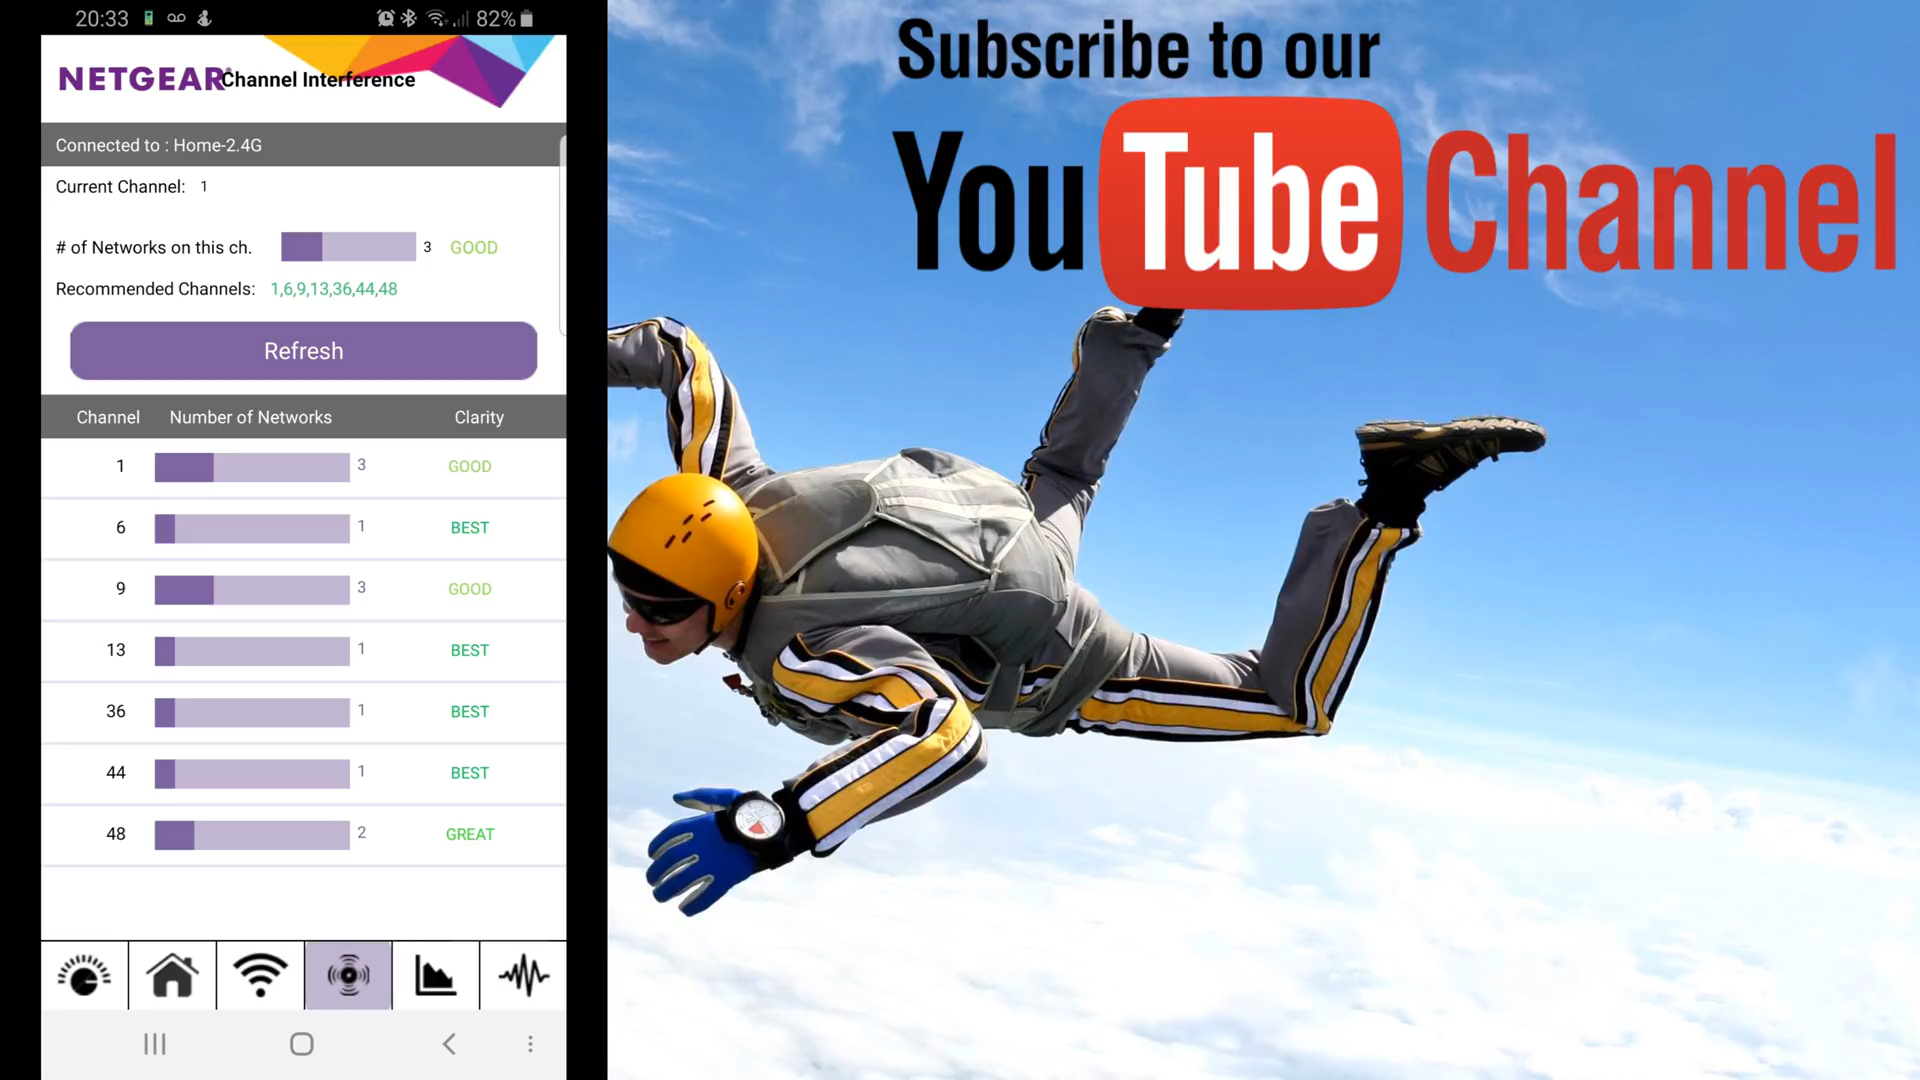 20:33 82%
NETGEAR Channel Interference
Connected to : Home-2.4G
Current Channel: 1
# of Networks on this ch. 3 GOOD
Recommended Channels: 1,6,9,13,36,44,48
Refresh
Channel Number of Networks Clarity
1 3 GOOD
6 1 BEST
9 3 GOOD
13 1 BEST
36 1 BEST
44 1 BEST
48 2 GREAT
Subscribe to our
YouTube Channel